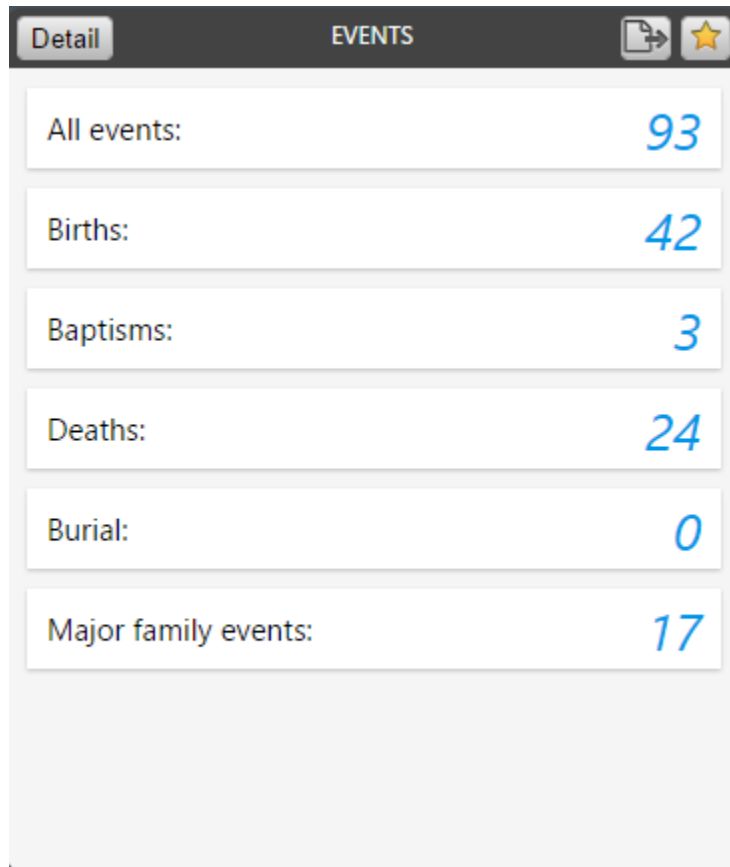 Detail EVENTS
All events: 93
Births: 42
Baptisms: 3
Deaths: 24
Burial: 0
Major family events: 17